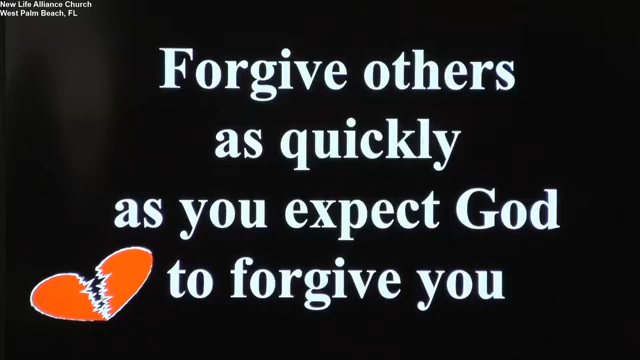 New Life Alliance Church
West Palm Beach, FL
Forgive others
as quickly
as you expect God
to forgive you